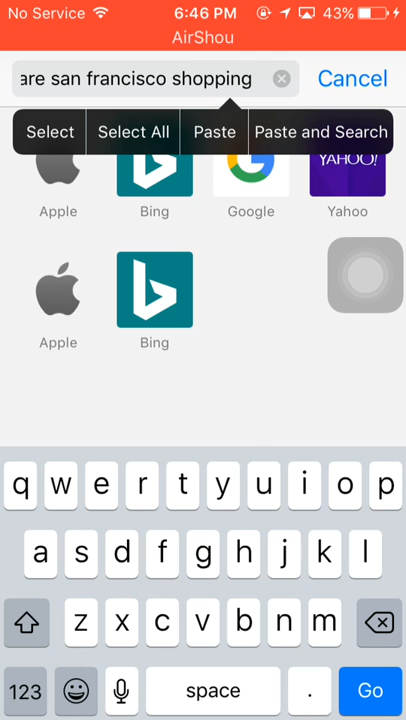 No Service 6:46 PM 43%
AirShou
are san francisco shopping Cancel
Select Select All Paste Paste and Search
YAHOO!
Apple Bing Google Yahoo
Apple Bing
q w e r t y u i o p
a s d f g h j k l
z x c v b n m
123 space . Go